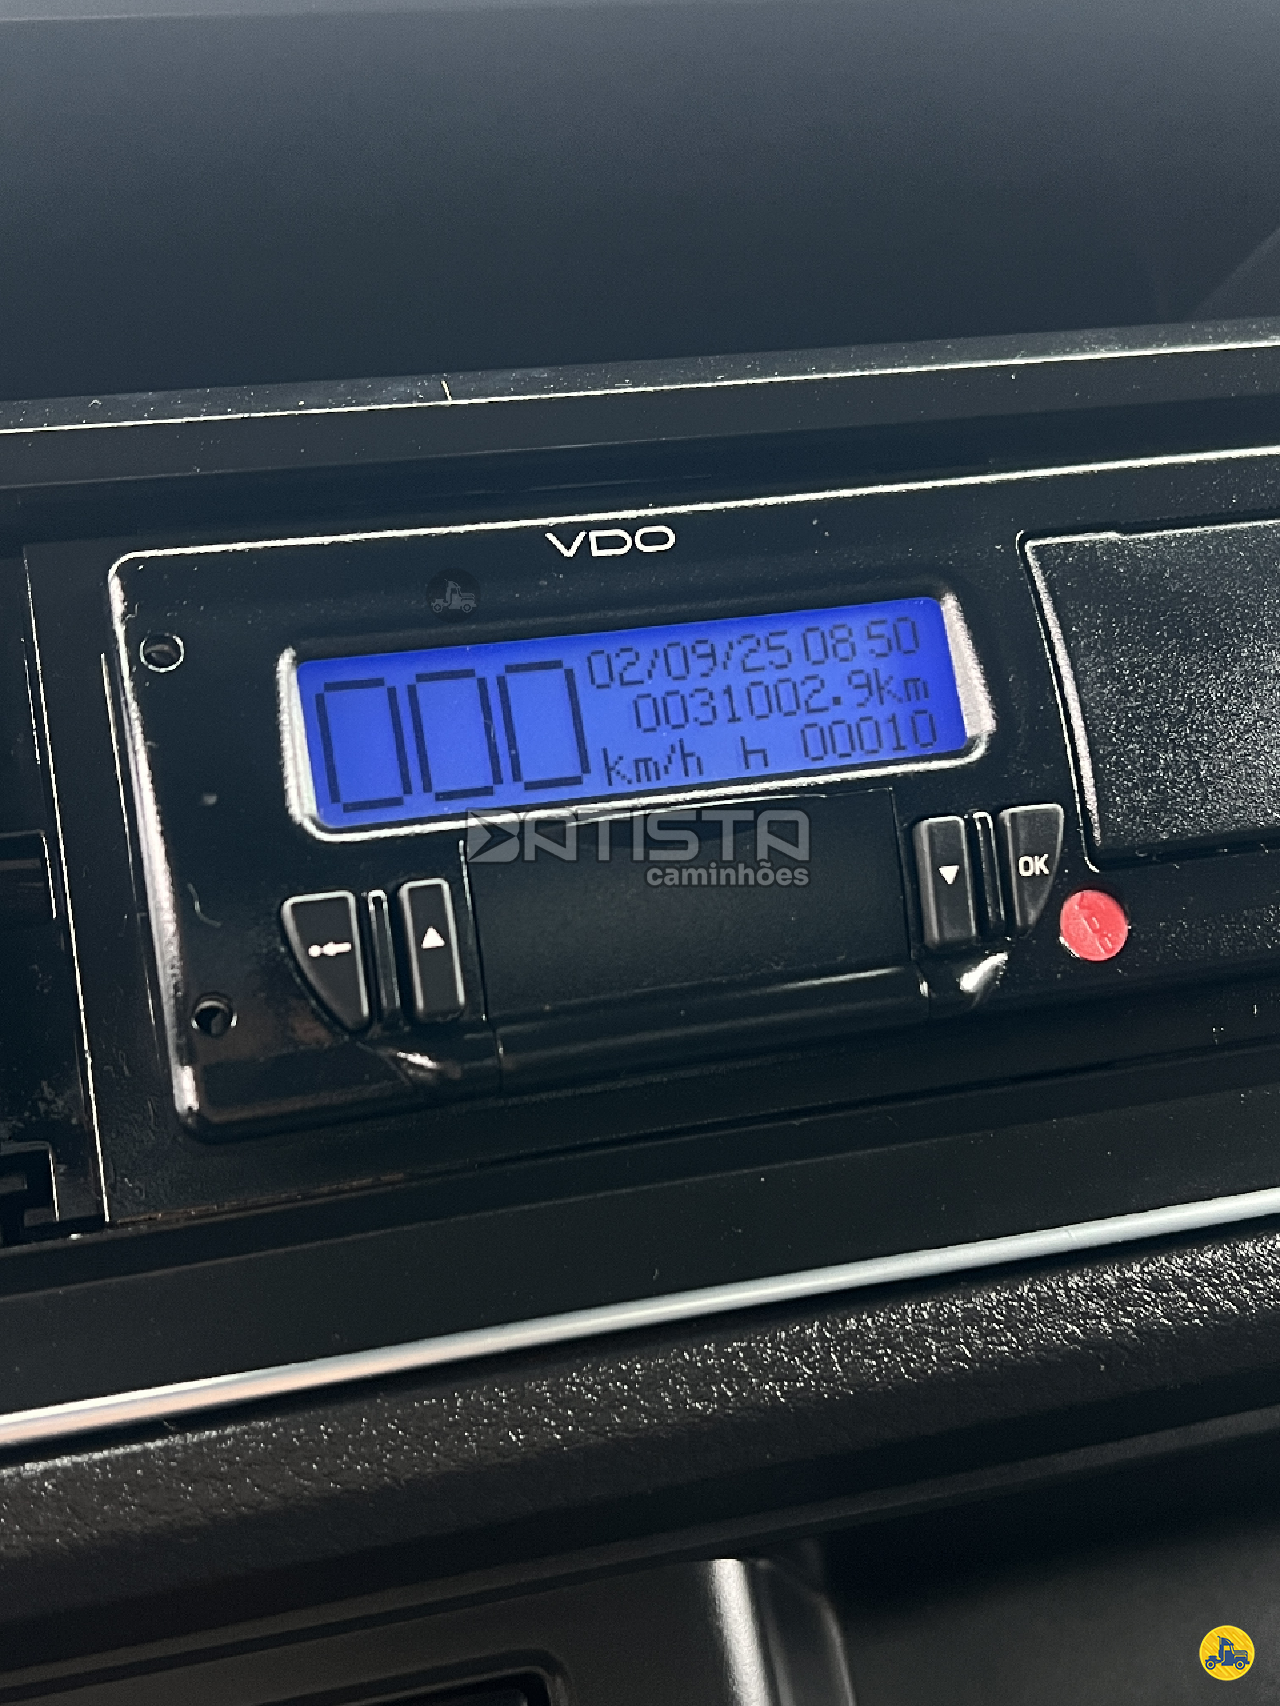 VDO
000
02/09/25 08 50
0031002.9Km
km/h h 00010
BATISTA
caminhões
OK